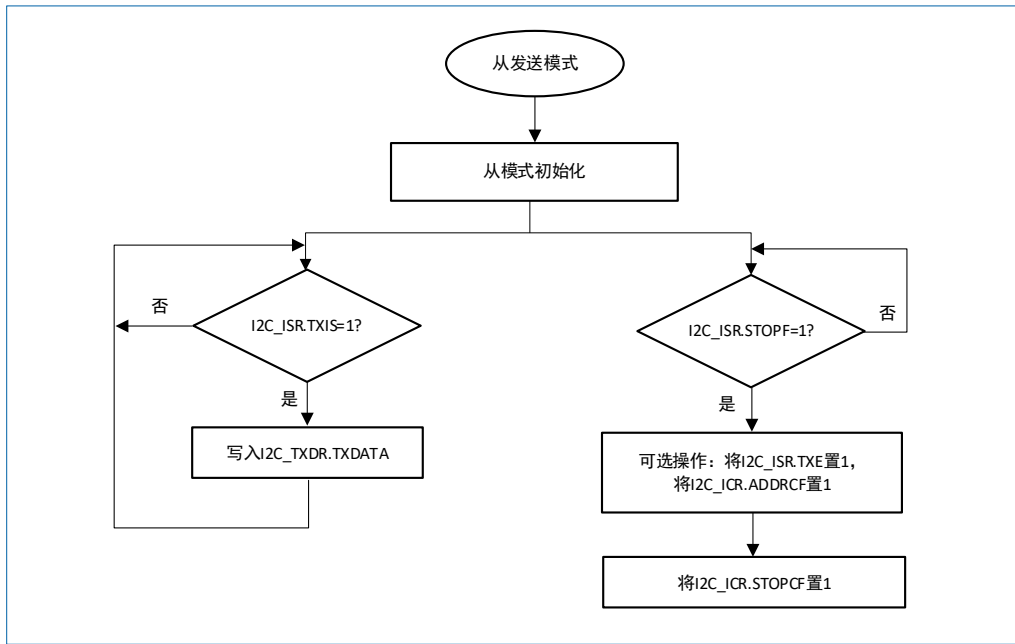 从发送模式
从模式初始化
否
I2C_ISR.TXIS=1?
I2C_ISR.STOPF=1?
否
是
是
写入I2C_TXDR.TXDATA
可选操作：将I2C_ISR.TXE置1，
将I2C_ICR.ADDRCF置1
将I2C_ICR.STOPCF置1